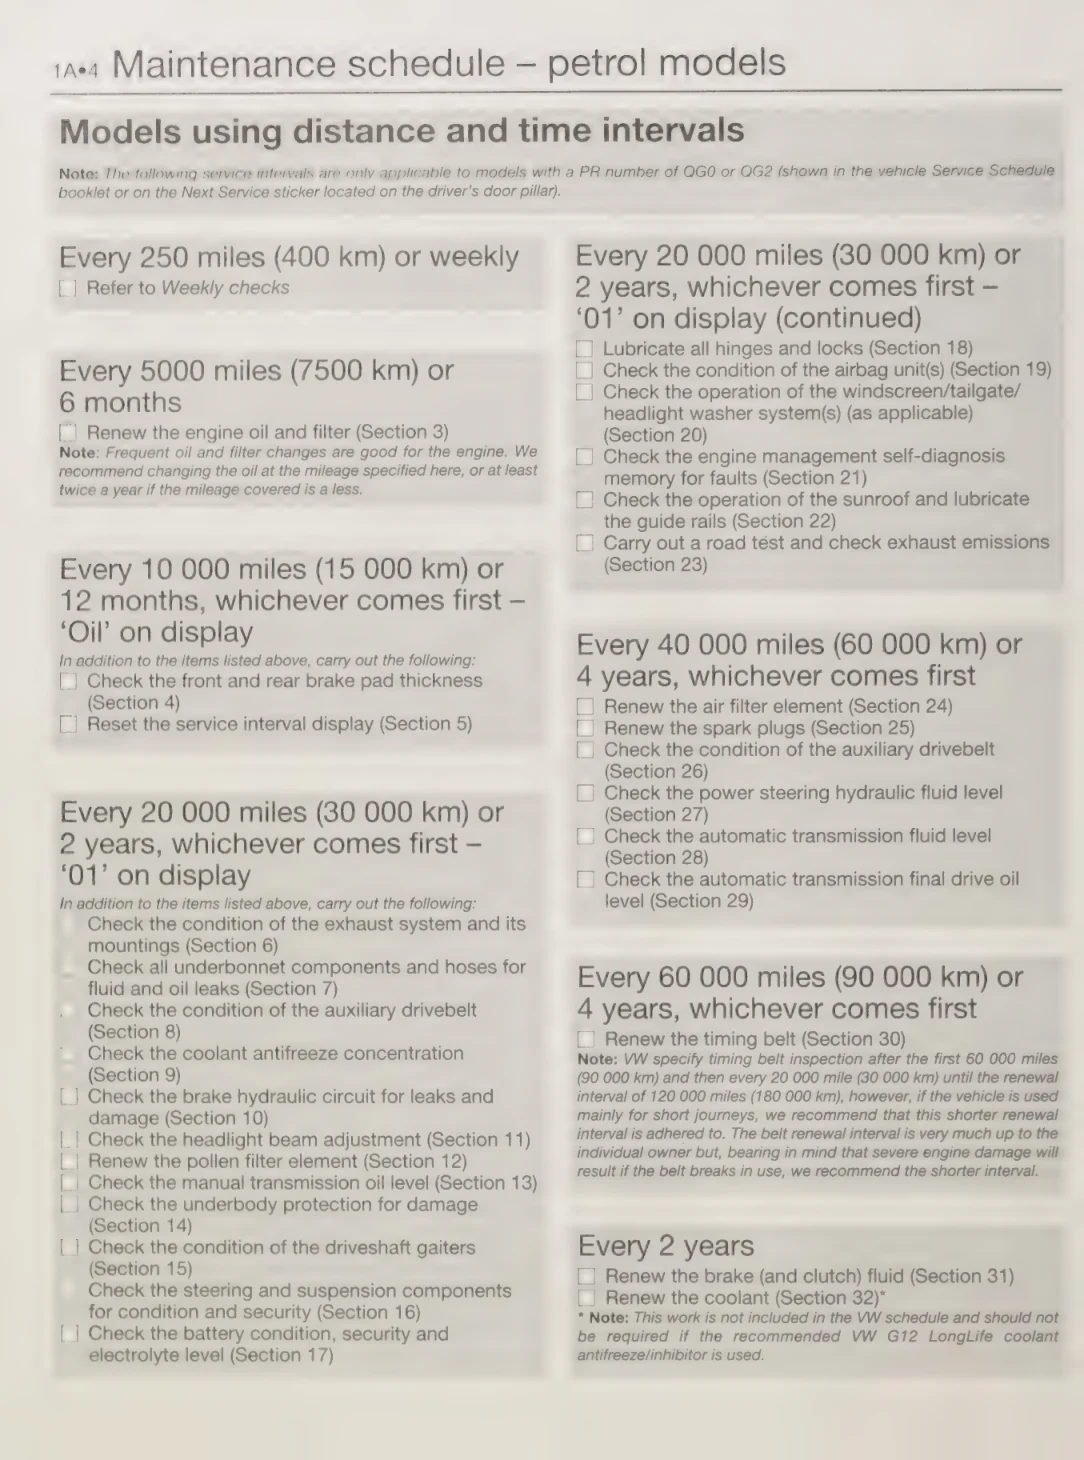 1A•4 Maintenance schedule – petrol models
Models using distance and time intervals
Note: The following service intervals are only applicable to models with a PR number of QG0 or QG2 (shown in the vehicle Service Schedule
booklet or on the Next Service sticker located on the driver's door pillar).
Every 250 miles (400 km) or weekly
Refer to Weekly checks
Every 5000 miles (7500 km) or
6 months
Renew the engine oil and filter (Section 3)
Note: Frequent oil and filter changes are good for the engine. We
recommend changing the oil at the mileage specified here, or at least
twice a year if the mileage covered is a less.
Every 10 000 miles (15 000 km) or
12 months, whichever comes first –
‘Oil’ on display
In addition to the items listed above, carry out the following:
Check the front and rear brake pad thickness
(Section 4)
Reset the service interval display (Section 5)
Every 20 000 miles (30 000 km) or
2 years, whichever comes first –
‘01’ on display
In addition to the items listed above, carry out the following:
Check the condition of the exhaust system and its
mountings (Section 6)
Check all underbonnet components and hoses for
fluid and oil leaks (Section 7)
Check the condition of the auxiliary drivebelt
(Section 8)
Check the coolant antifreeze concentration
(Section 9)
Check the brake hydraulic circuit for leaks and
damage (Section 10)
Check the headlight beam adjustment (Section 11)
Renew the pollen filter element (Section 12)
Check the manual transmission oil level (Section 13)
Check the underbody protection for damage
(Section 14)
Check the condition of the driveshaft gaiters
(Section 15)
Check the steering and suspension components
for condition and security (Section 16)
Check the battery condition, security and
electrolyte level (Section 17)
Every 20 000 miles (30 000 km) or
2 years, whichever comes first –
‘01’ on display (continued)
Lubricate all hinges and locks (Section 18)
Check the condition of the airbag unit(s) (Section 19)
Check the operation of the windscreen/tailgate/
headlight washer system(s) (as applicable)
(Section 20)
Check the engine management self-diagnosis
memory for faults (Section 21)
Check the operation of the sunroof and lubricate
the guide rails (Section 22)
Carry out a road test and check exhaust emissions
(Section 23)
Every 40 000 miles (60 000 km) or
4 years, whichever comes first
Renew the air filter element (Section 24)
Renew the spark plugs (Section 25)
Check the condition of the auxiliary drivebelt
(Section 26)
Check the power steering hydraulic fluid level
(Section 27)
Check the automatic transmission fluid level
(Section 28)
Check the automatic transmission final drive oil
level (Section 29)
Every 60 000 miles (90 000 km) or
4 years, whichever comes first
Renew the timing belt (Section 30)
Note: VW specify timing belt inspection after the first 60 000 miles
(90 000 km) and then every 20 000 mile (30 000 km) until the renewal
interval of 120 000 miles (180 000 km), however, if the vehicle is used
mainly for short journeys, we recommend that this shorter renewal
interval is adhered to. The belt renewal interval is very much up to the
individual owner but, bearing in mind that severe engine damage will
result if the belt breaks in use, we recommend the shorter interval.
Every 2 years
Renew the brake (and clutch) fluid (Section 31)
Renew the coolant (Section 32)*
* Note: This work is not included in the VW schedule and should not
be required if the recommended VW G12 LongLife coolant
antifreeze/inhibitor is used.